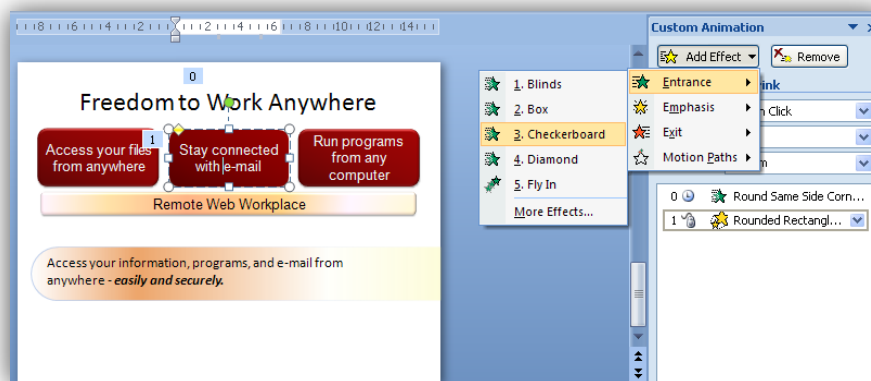 8 6 4 2 2 4 6 8 10 12 14
Custom Animation
Add Effect
Remove
0
1. Blinds
2. Box
3. Checkerboard
4. Diamond
5. Fly In
More Effects...
Entrance
Emphasis
Exit
Motion Paths
Click
Freedom to Work Anywhere
1
Access your files
from anywhere
Stay connected
with e-mail
Run programs
from any
computer
Remote Web Workplace
0 Round Same Side Corn...
1 Rounded Rectangl...
Access your information, programs, and e-mail from
anywhere - easily and securely.